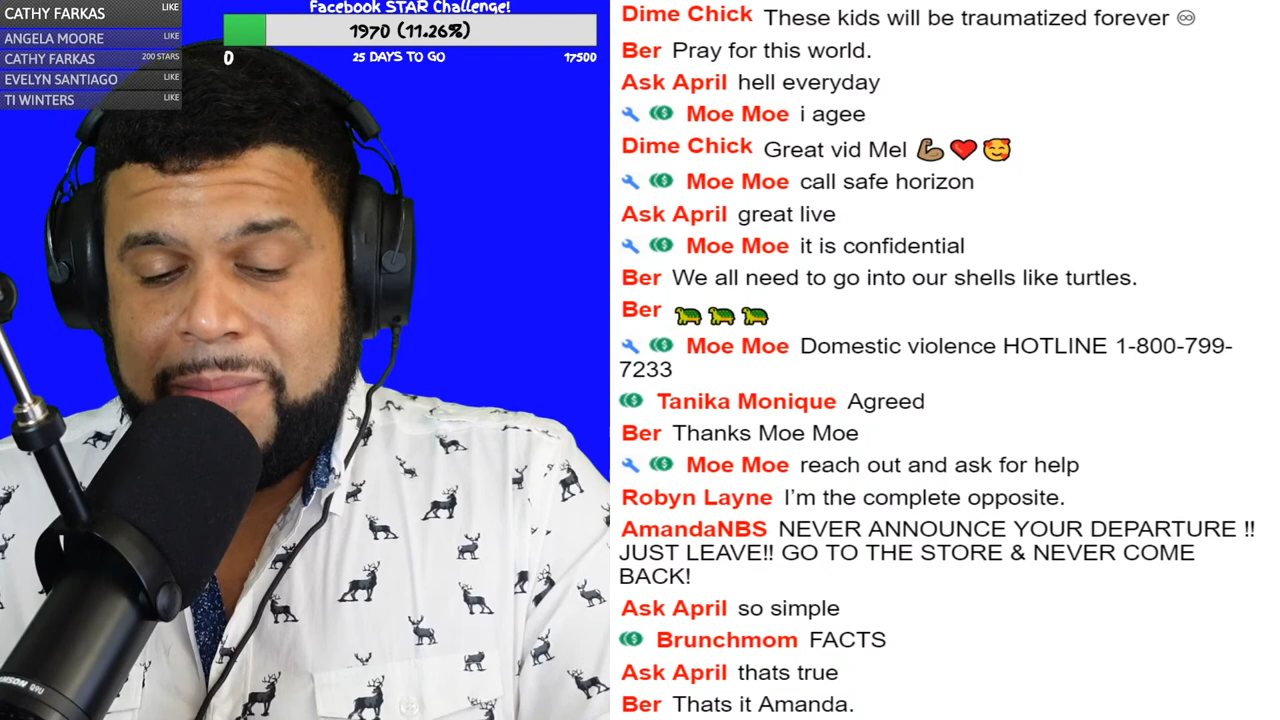 CATHY FARKAS LIKE
ANGELA MOORE LIKE
CATHY FARKAS 200 STARS
EVELYN SANTIAGO LIKE
TI WINTERS LIKE
Facebook STAR Challenge!
1970 (11.26%)
0 25 DAYS TO GO 17500
Dime Chick These kids will be traumatized forever ♾
Ber Pray for this world.
Ask April hell everyday
Moe Moe i agee
Dime Chick Great vid Mel 💪🏽❤️🥰
Moe Moe call safe horizon
Ask April great live
Moe Moe it is confidential
Ber We all need to go into our shells like turtles.
Ber 🐢🐢🐢
Moe Moe Domestic violence HOTLINE 1-800-799-
7233
Tanika Monique Agreed
Ber Thanks Moe Moe
Moe Moe reach out and ask for help
Robyn Layne I’m the complete opposite.
AmandaNBS NEVER ANNOUNCE YOUR DEPARTURE !!
JUST LEAVE!! GO TO THE STORE & NEVER COME
BACK!
Ask April so simple
Brunchmom FACTS
Ask April thats true
Ber Thats it Amanda.